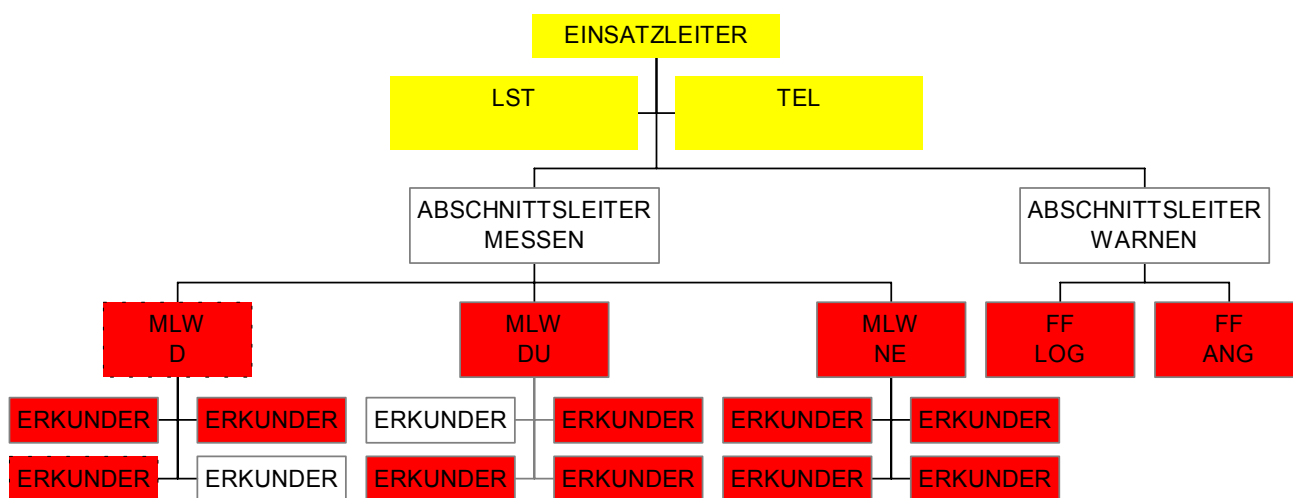 EINSATZLEITER
LST
TEL
ABSCHNITTSLEITER
MESSEN
ABSCHNITTSLEITER
WARNEN
MLW
D
MLW
DU
MLW
NE
FF
LOG
FF
ANG
ERKUNDER
ERKUNDER
ERKUNDER
ERKUNDER
ERKUNDER
ERKUNDER
ERKUNDER
ERKUNDER
ERKUNDER
ERKUNDER
ERKUNDER
ERKUNDER